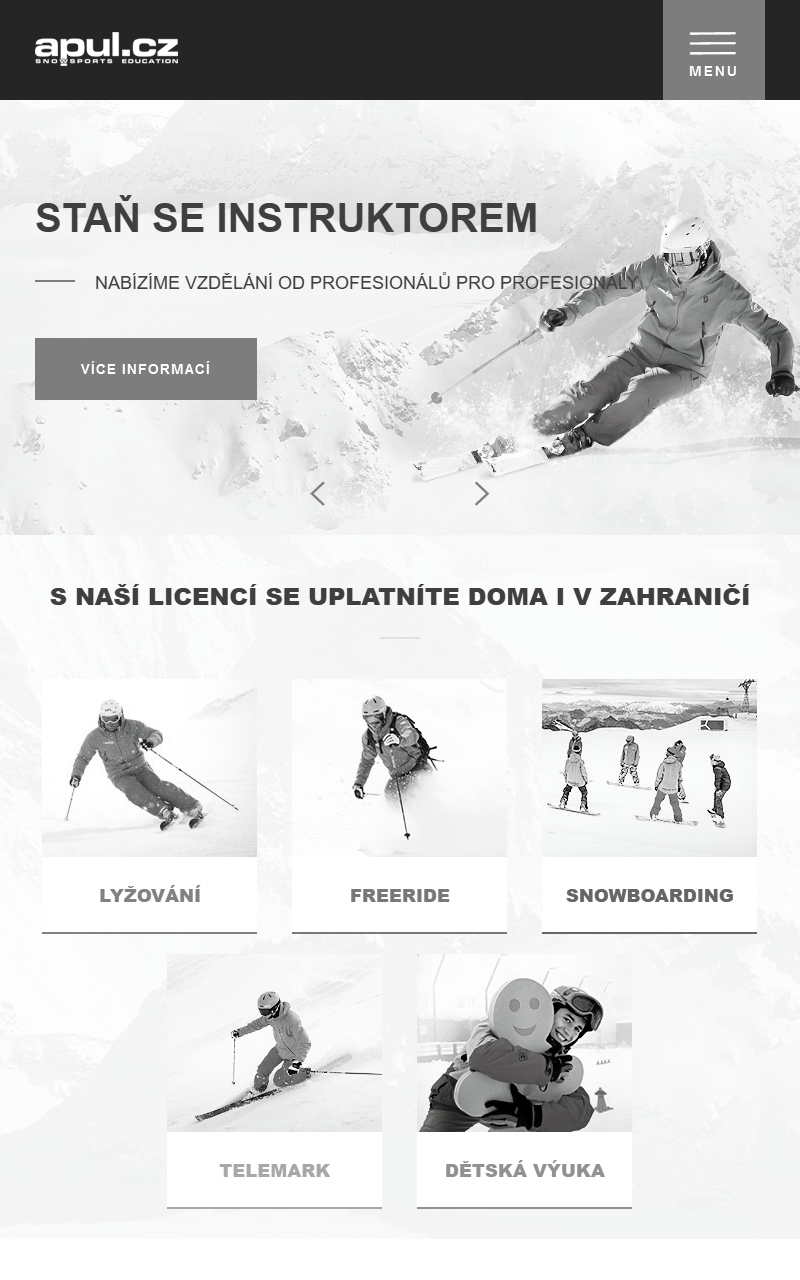 apul.cz
SNOWSPORTS EDUCATION
MENU
STAŇ SE INSTRUKTOREM
NABÍZÍME VZDĚLÁNÍ OD PROFESIONÁLŮ PRO PROFESIONÁLY
VÍCE INFORMACÍ
S NAŠÍ LICENCÍ SE UPLATNÍTE DOMA I V ZAHRANIČÍ
LYŽOVÁNÍ
FREERIDE
SNOWBOARDING
TELEMARK
DĚTSKÁ VÝUKA